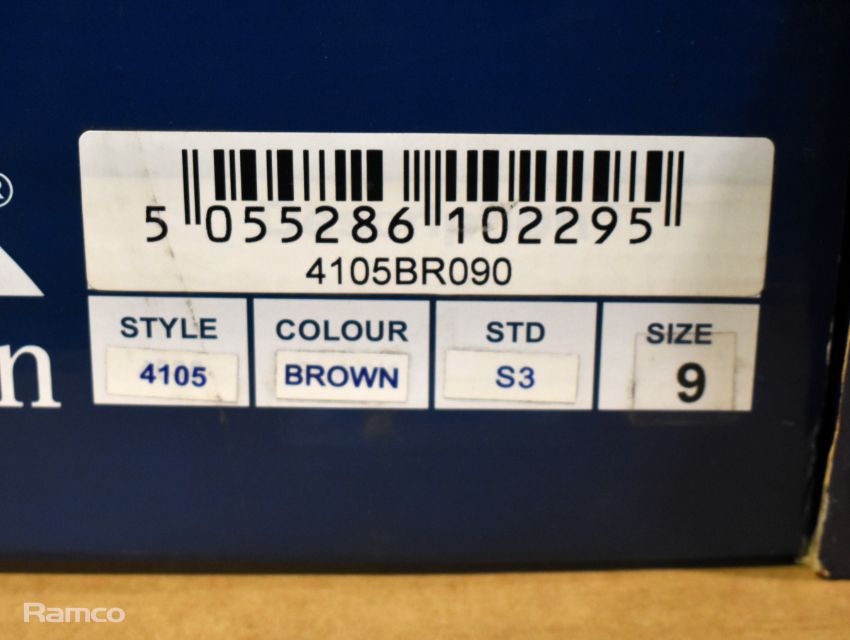 ®
5 055286 102295
4105BR090
STYLE COLOUR STD SIZE
4105 BROWN S3 9
Ramco